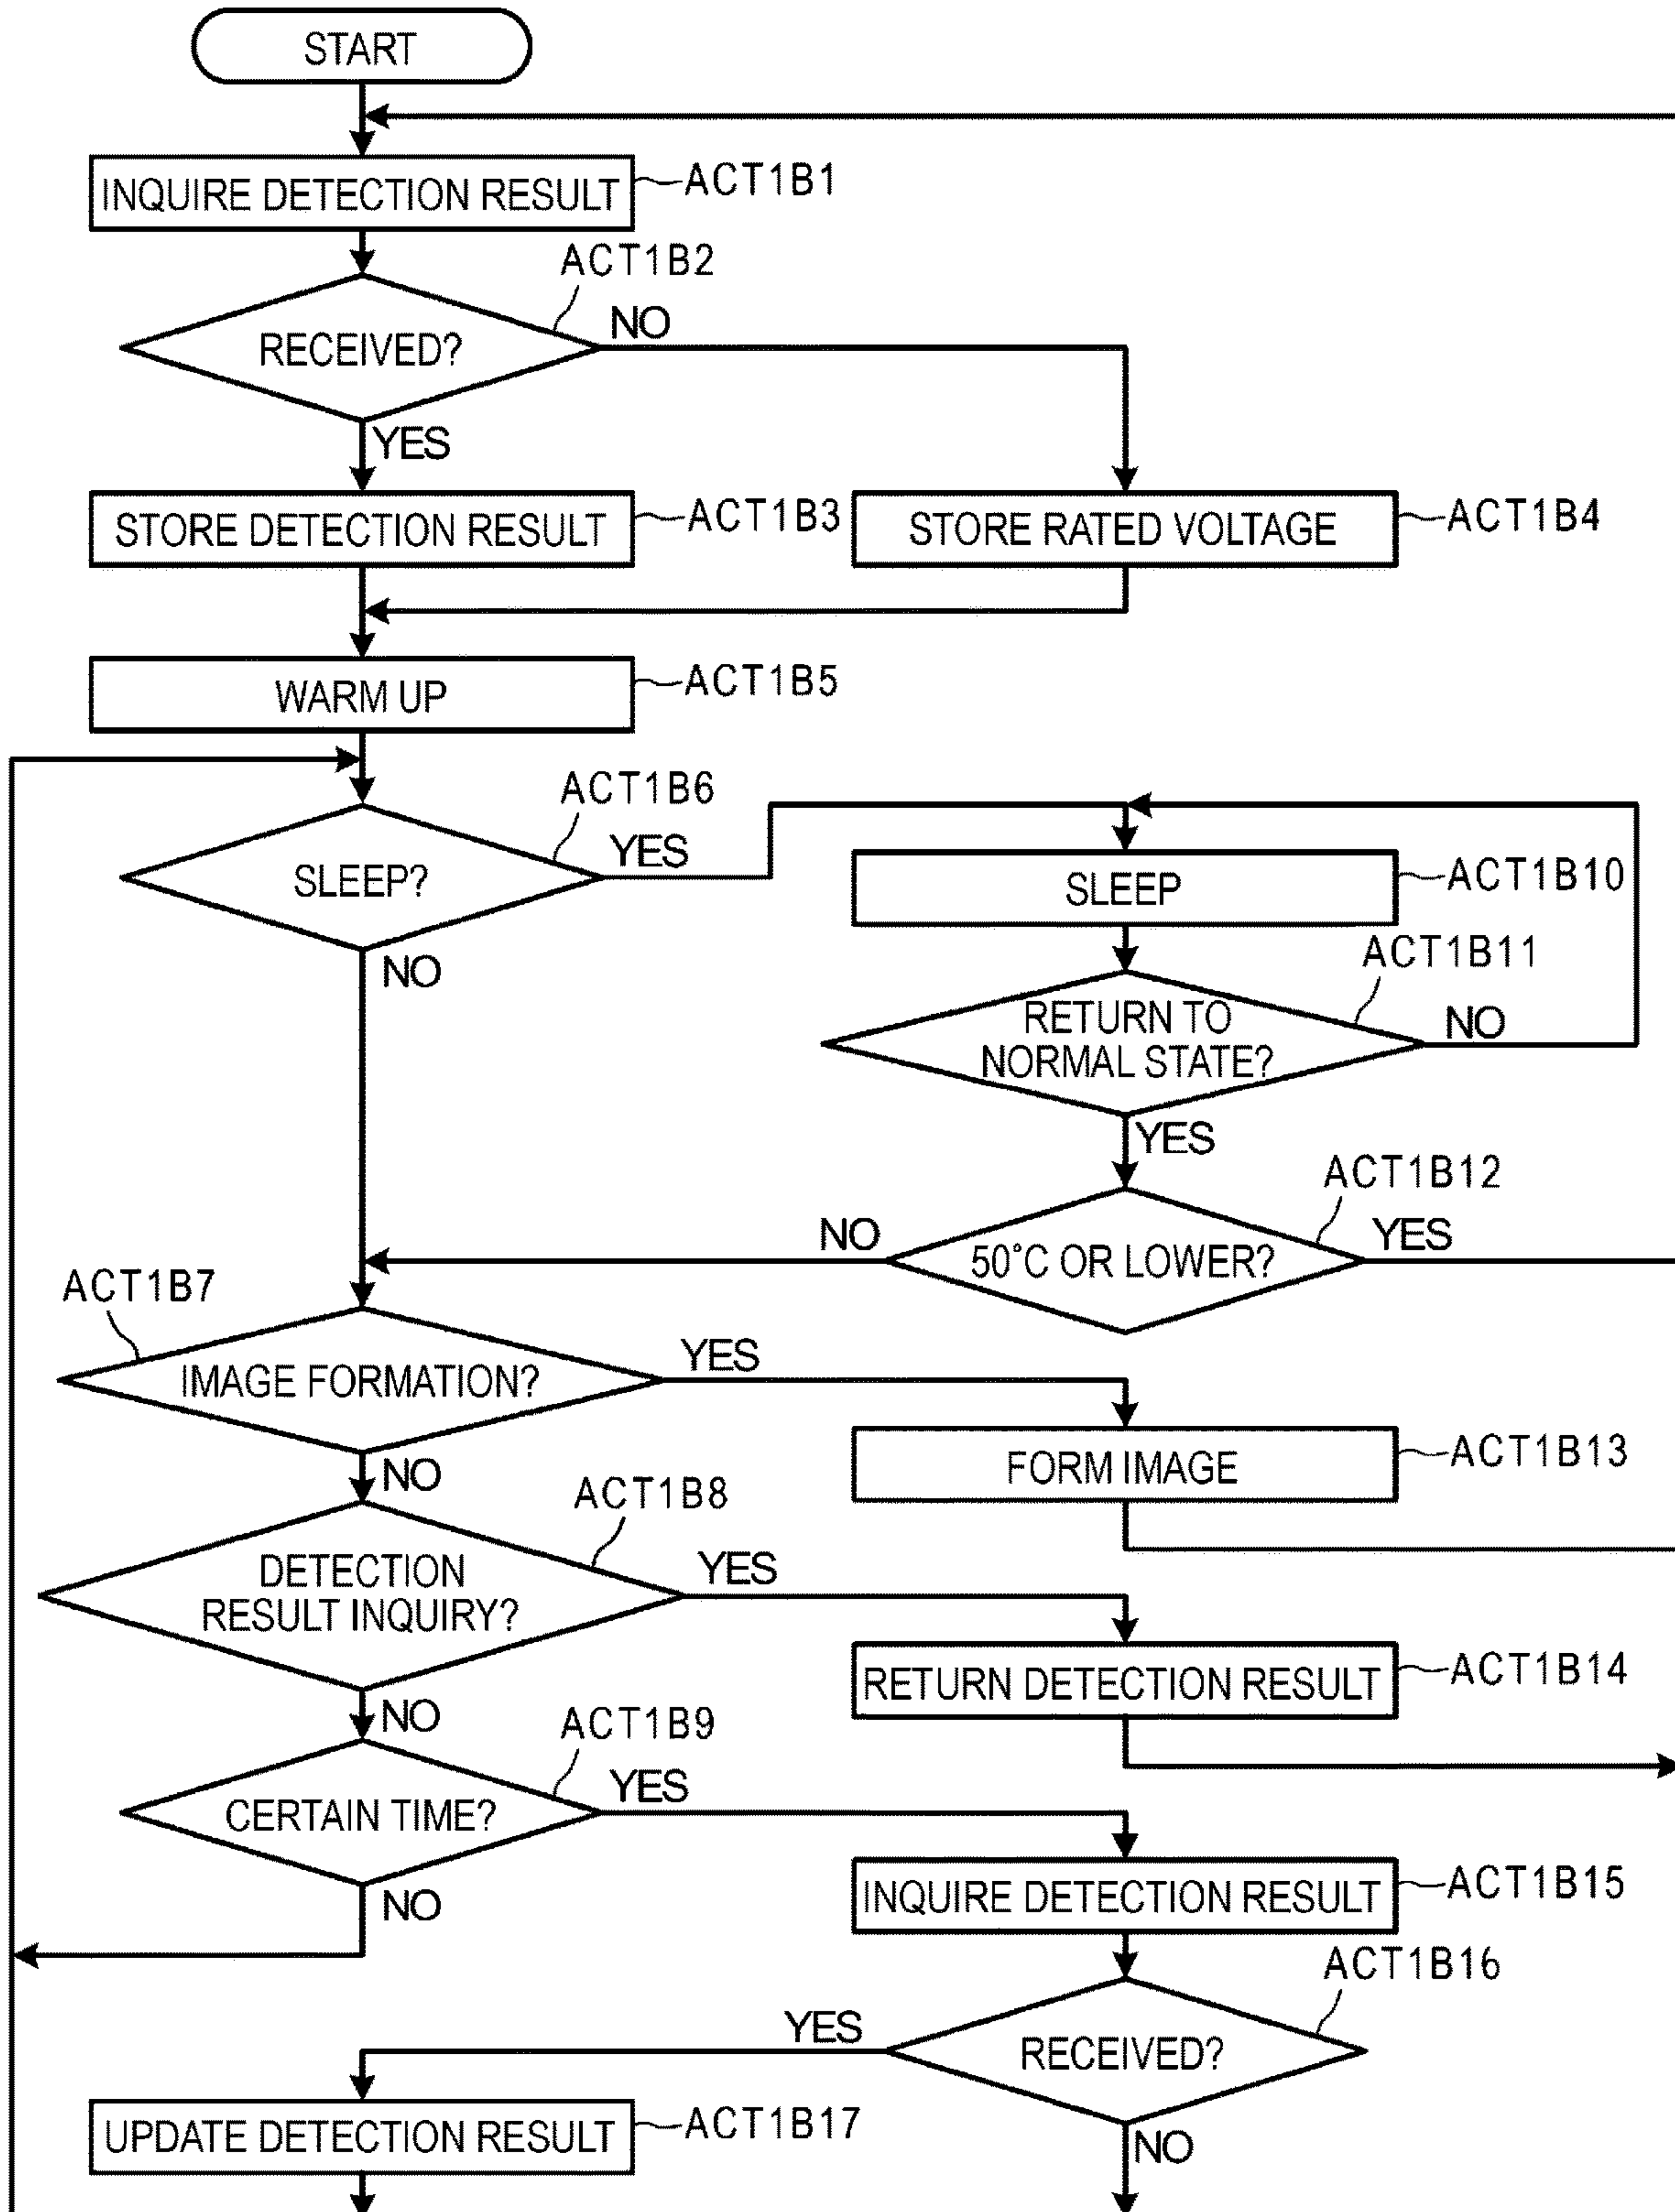 START
INQUIRE DETECTION RESULT
ACT1B1
ACT1B2
RECEIVED?
NO
YES
STORE DETECTION RESULT
ACT1B3
STORE RATED VOLTAGE
ACT1B4
WARM UP
ACT1B5
ACT1B6
SLEEP?
YES
NO
SLEEP
ACT1B10
ACT1B11
RETURN TO
NORMAL STATE?
NO
YES
ACT1B12
50°C OR LOWER?
NO
YES
ACT1B7
IMAGE FORMATION?
YES
NO
FORM IMAGE
ACT1B13
ACT1B8
DETECTION
RESULT INQUIRY?
YES
NO
RETURN DETECTION RESULT
ACT1B14
ACT1B9
CERTAIN TIME?
YES
NO
INQUIRE DETECTION RESULT
ACT1B15
ACT1B16
RECEIVED?
YES
NO
UPDATE DETECTION RESULT
ACT1B17